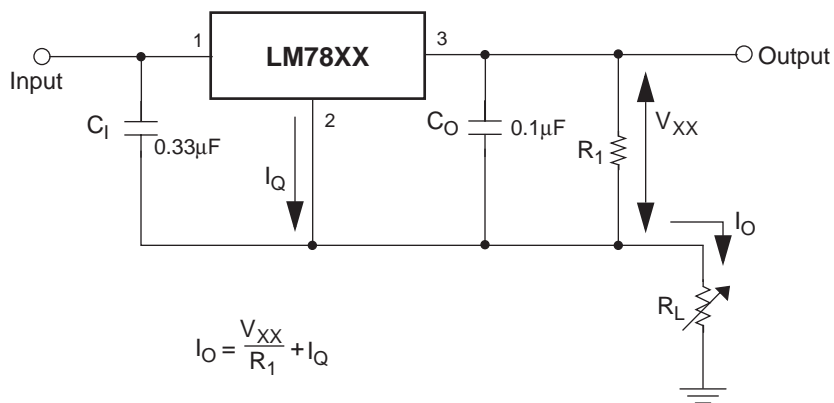 1
LM78XX
3
Output
Input
2
C_I
0.33μF
C_O
0.1μF
V_XX
R_1
I_Q
I_O
R_L
I_O = V_XX / R_1 + I_Q